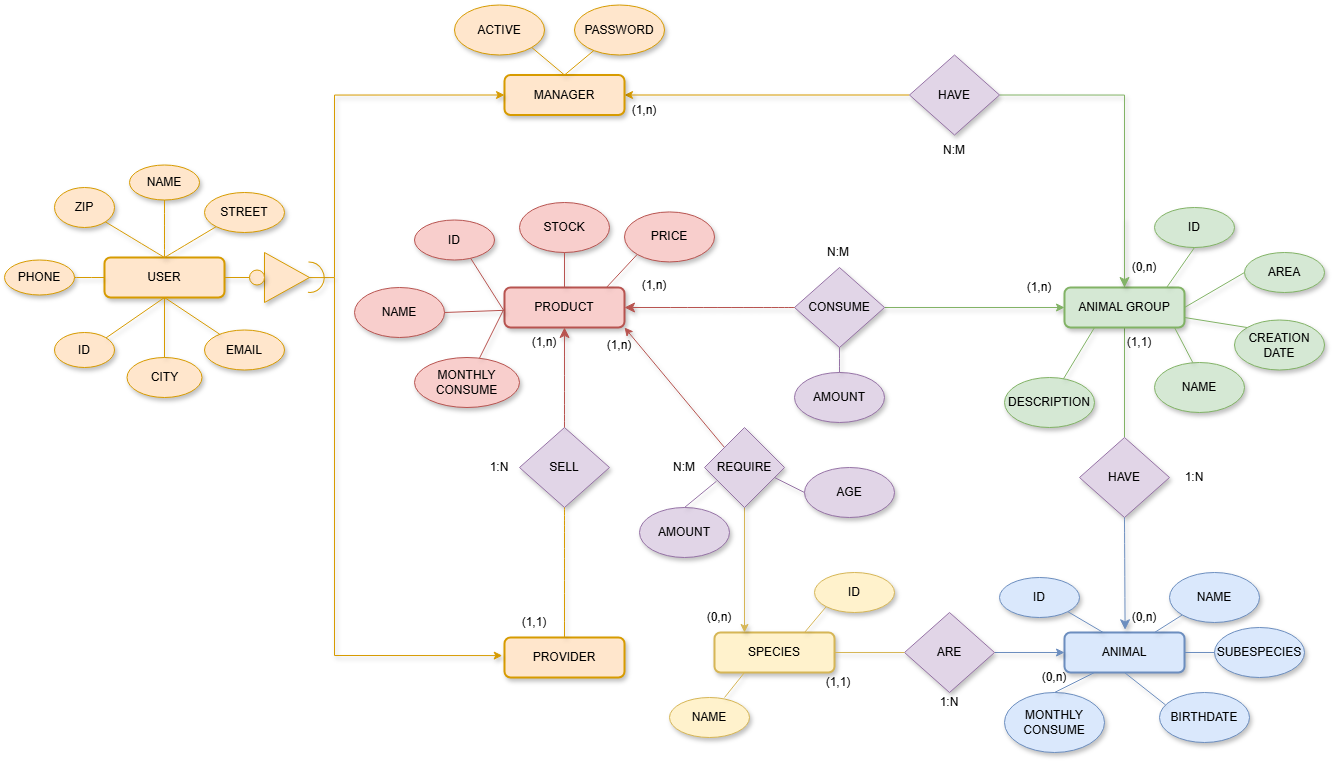 ACTIVE
PASSWORD
MANAGER
(1,n)
HAVE
N:M
NAME
ZIP
STREET
PHONE
USER
ID
EMAIL
CITY
ID
STOCK
PRICE
(1,n)
NAME
PRODUCT
MONTHLY
CONSUME
(1,n)
(1,n)
N:M
CONSUME
AMOUNT
(1,n)
(0,n)
ID
AREA
ANIMAL GROUP
CREATION
DATE
(1,1)
NAME
DESCRIPTION
1:N
SELL
N:M
REQUIRE
AGE
AMOUNT
HAVE
1:N
(1,1)
PROVIDER
(0,n)
ID
SPECIES
(1,1)
NAME
ARE
1:N
ID
NAME
(0,n)
ANIMAL
SUBESPECIES
(0,n)
MONTHLY
CONSUME
BIRTHDATE